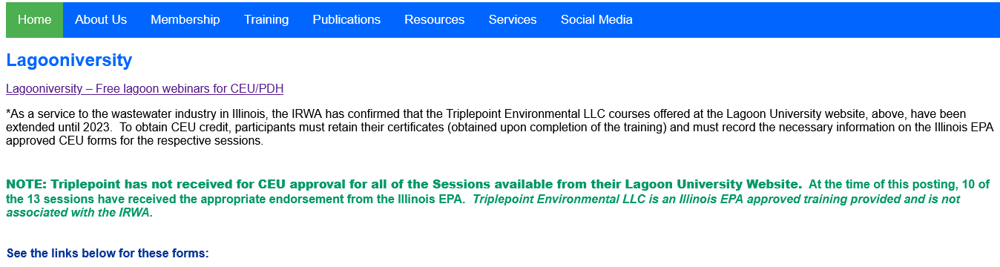 Home About Us Membership Training Publications Resources Services Social Media
Lagooniversity
Lagooniversity – Free lagoon webinars for CEU/PDH
*As a service to the wastewater industry in Illinois, the IRWA has confirmed that the Triplepoint Environmental LLC courses offered at the Lagoon University website, above, have been
extended until 2023.  To obtain CEU credit, participants must retain their certificates (obtained upon completion of the training) and must record the necessary information on the Illinois EPA
approved CEU forms for the respective sessions.
NOTE: Triplepoint has not received for CEU approval for all of the Sessions available from their Lagoon University Website.  At the time of this posting, 10 of
the 13 sessions have received the appropriate endorsement from the Illinois EPA.  Triplepoint Environmental LLC is an Illinois EPA approved training provided and is not
associated with the IRWA.
See the links below for these forms: